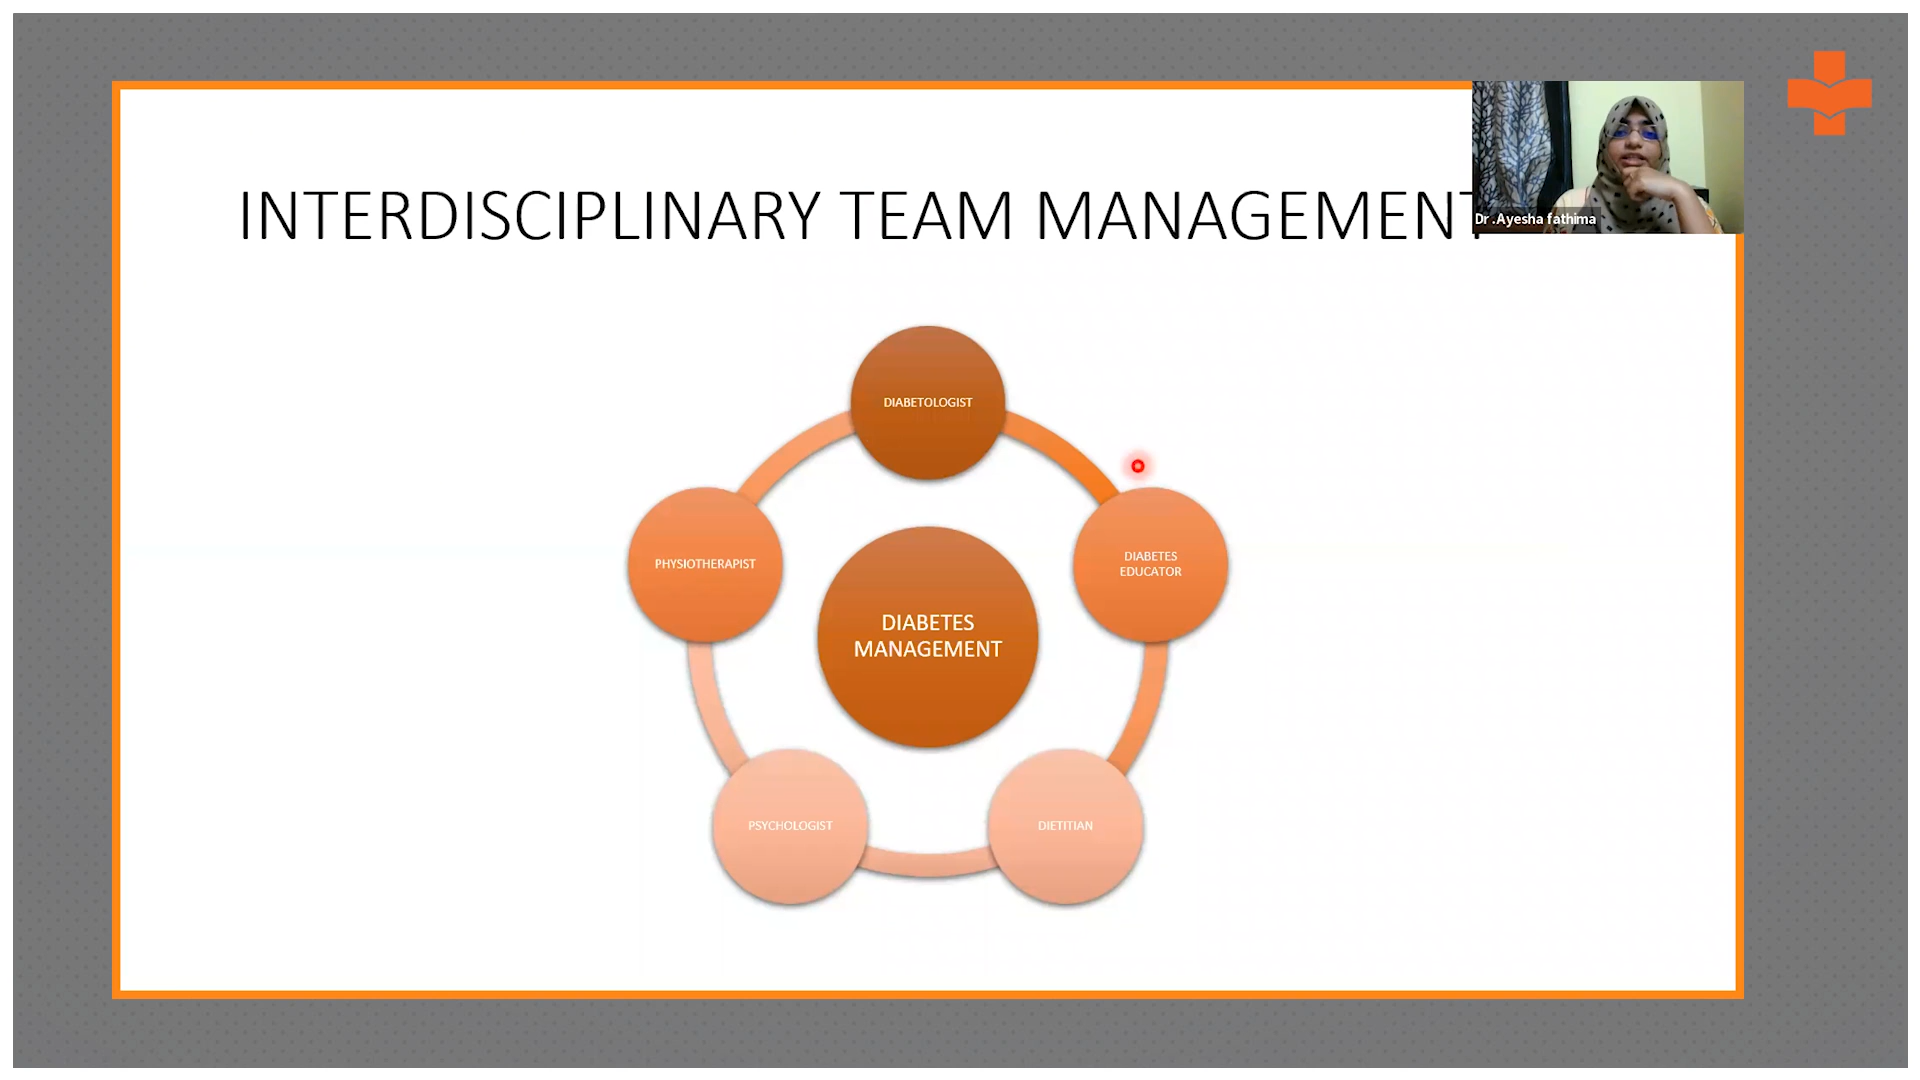 INTERDISCIPLINARY TEAM MANAGEMENT
Dr .Ayesha fathima
DIABETOLOGIST
PHYSIOTHERAPIST
DIABETES
EDUCATOR
DIABETES
MANAGEMENT
PSYCHOLOGIST
DIETITIAN